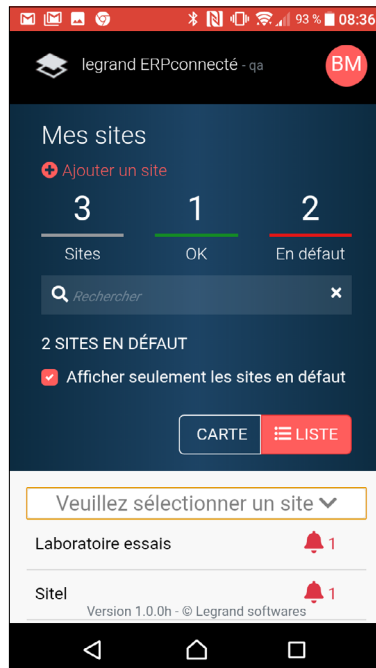 93 % 08:36
legrand ERPconnecté - qa
BM
Mes sites
Ajouter un site
3 1 2
Sites OK En défaut
Rechercher
2 SITES EN DÉFAUT
Afficher seulement les sites en défaut
CARTE LISTE
Veuillez sélectionner un site
Laboratoire essais 1
Sitel 1
Version 1.0.0h - © Legrand softwares